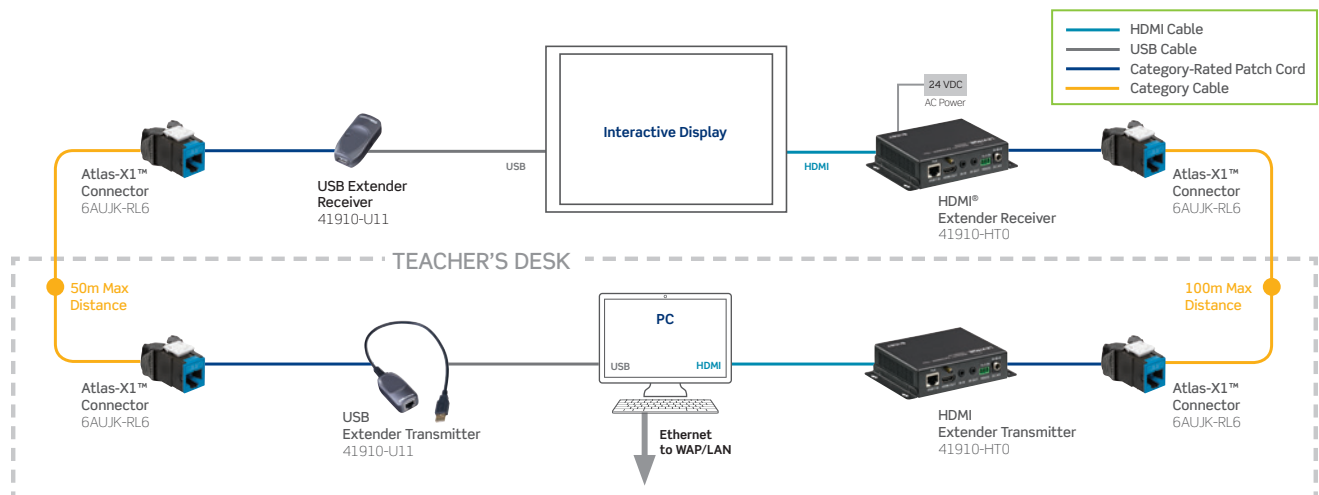 HDMI Cable
USB Cable
Category-Rated Patch Cord
Category Cable
24 VDC
AC Power
Interactive Display
USB
HDMI
Atlas-X1™
Connector
6AUJK-RL6
USB Extender
Receiver
41910-U11
HDMI®
Extender Receiver
41910-HT0
Atlas-X1™
Connector
6AUJK-RL6
TEACHER'S DESK
50m Max
Distance
100m Max
Distance
PC
USB
HDMI
Atlas-X1™
Connector
6AUJK-RL6
USB
Extender Transmitter
41910-U11
Ethernet
to WAP/LAN
HDMI
Extender Transmitter
41910-HT0
Atlas-X1™
Connector
6AUJK-RL6